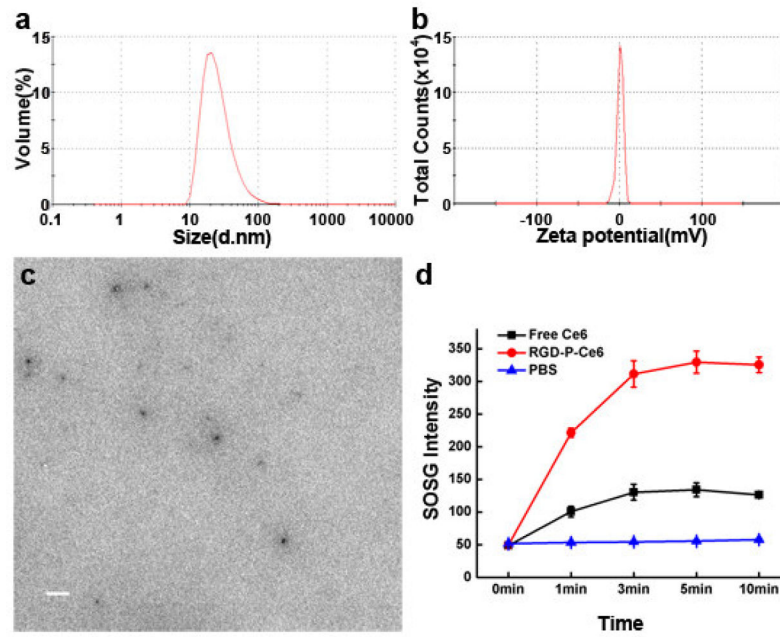 a
15
10
5
0
Volume(%)
0.1 1 10 100 1000 10000
Size(d.nm)
b
15
10
5
0
Total Counts(x10⁴)
-100 0 100
Zeta potential(mV)
c
d
Free Ce6
RGD-P-Ce6
PBS
350
300
250
200
150
100
50
0
SOSG Intensity
0min 1min 3min 5min 10min
Time